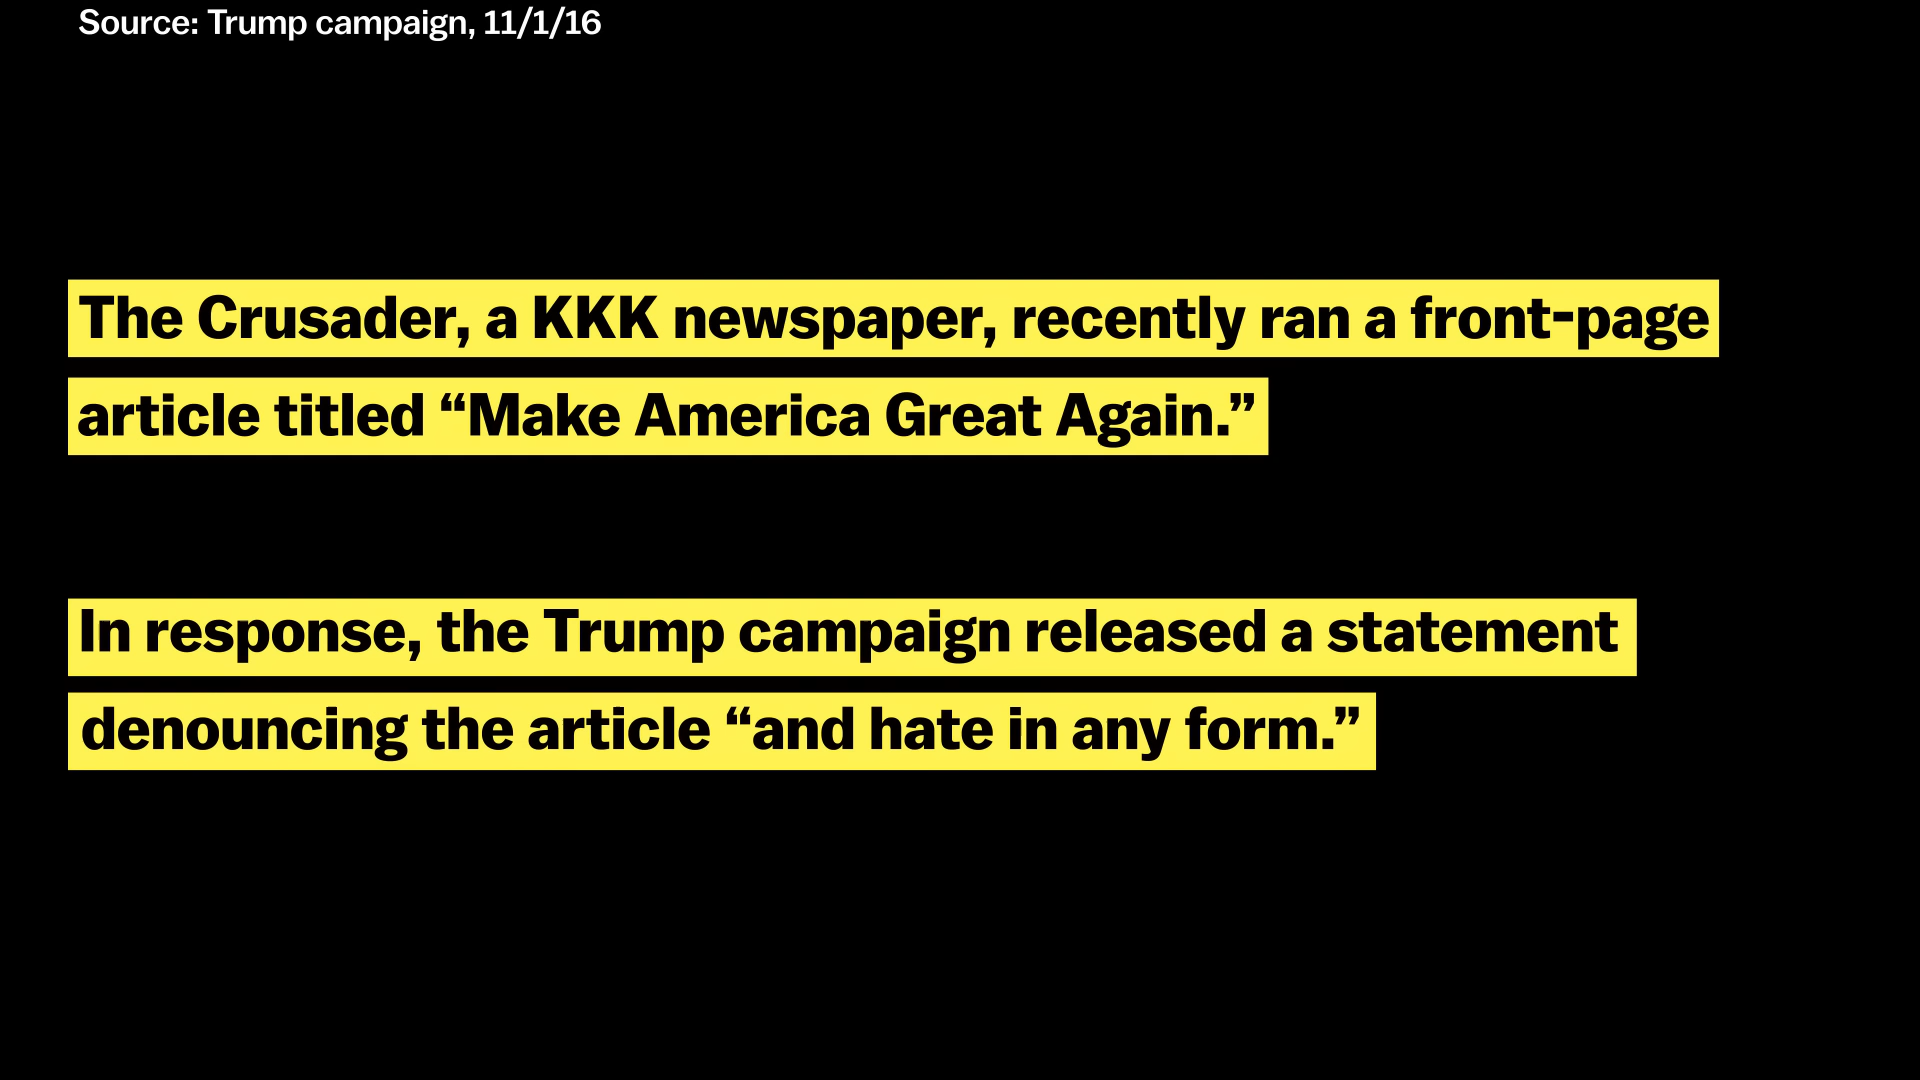 Source: Trump campaign, 11/1/16
The Crusader, a KKK newspaper, recently ran a front-page
article titled “Make America Great Again.”
In response, the Trump campaign released a statement
denouncing the article “and hate in any form.”